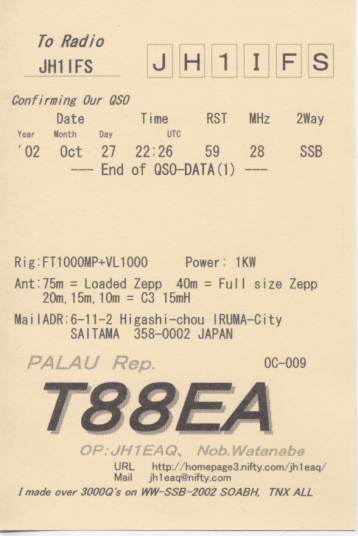 To Radio
JH1IFS JH1IFS
Confirming Our QSO
Date Time RST MHz 2Way
Year Month Day UTC
'02 Oct 27 22:26 59 28 SSB
--- End of QSO-DATA(1) ---
Rig:FT1000MP+VL1000 Power: 1KW
Ant:75m = Loaded Zepp 40m = Full size Zepp
20m,15m,10m = C3 15mH
MailADR:6-11-2 Higashi-chou IRUMA-City
SAITAMA 358-0002 JAPAN
PALAU Rep. OC-009
T88EA
OP:JH1EAQ、Nob.Watanabe
URL http://homepage3.nifty.com/jh1eaq/
Mail jh1eaq@nifty.com
I made over 3000Q's on WW-SSB-2002 SOABH, TNX ALL